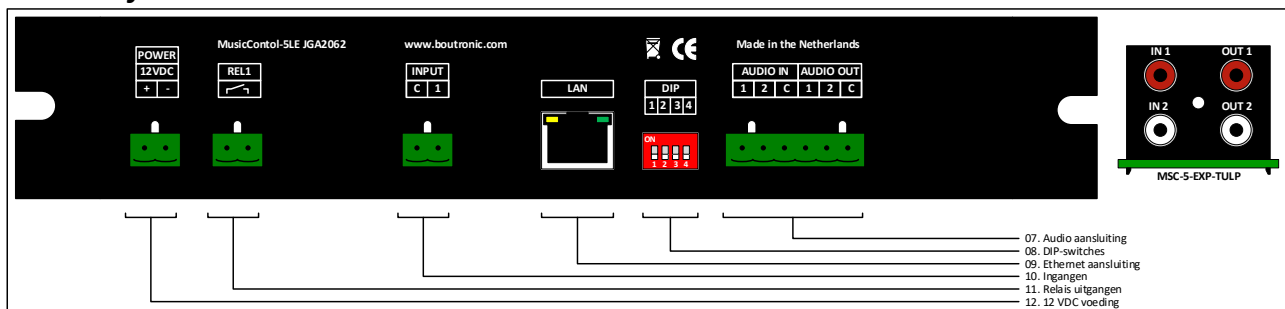 MusicContol-5LE JGA2062
www.boutronic.com
CE
Made in the Netherlands
POWER
12VDC
+ -
REL1
INPUT
C 1
LAN
DIP
1 2 3 4
AUDIO IN AUDIO OUT
1 2 C 1 2 C
ON
1 2 3 4
IN 1 OUT 1
IN 2 OUT 2
MSC-5-EXP-TULP
07. Audio aansluiting
08. DIP-switches
09. Ethernet aansluiting
10. Ingangen
11. Relais uitgangen
12. 12 VDC voeding